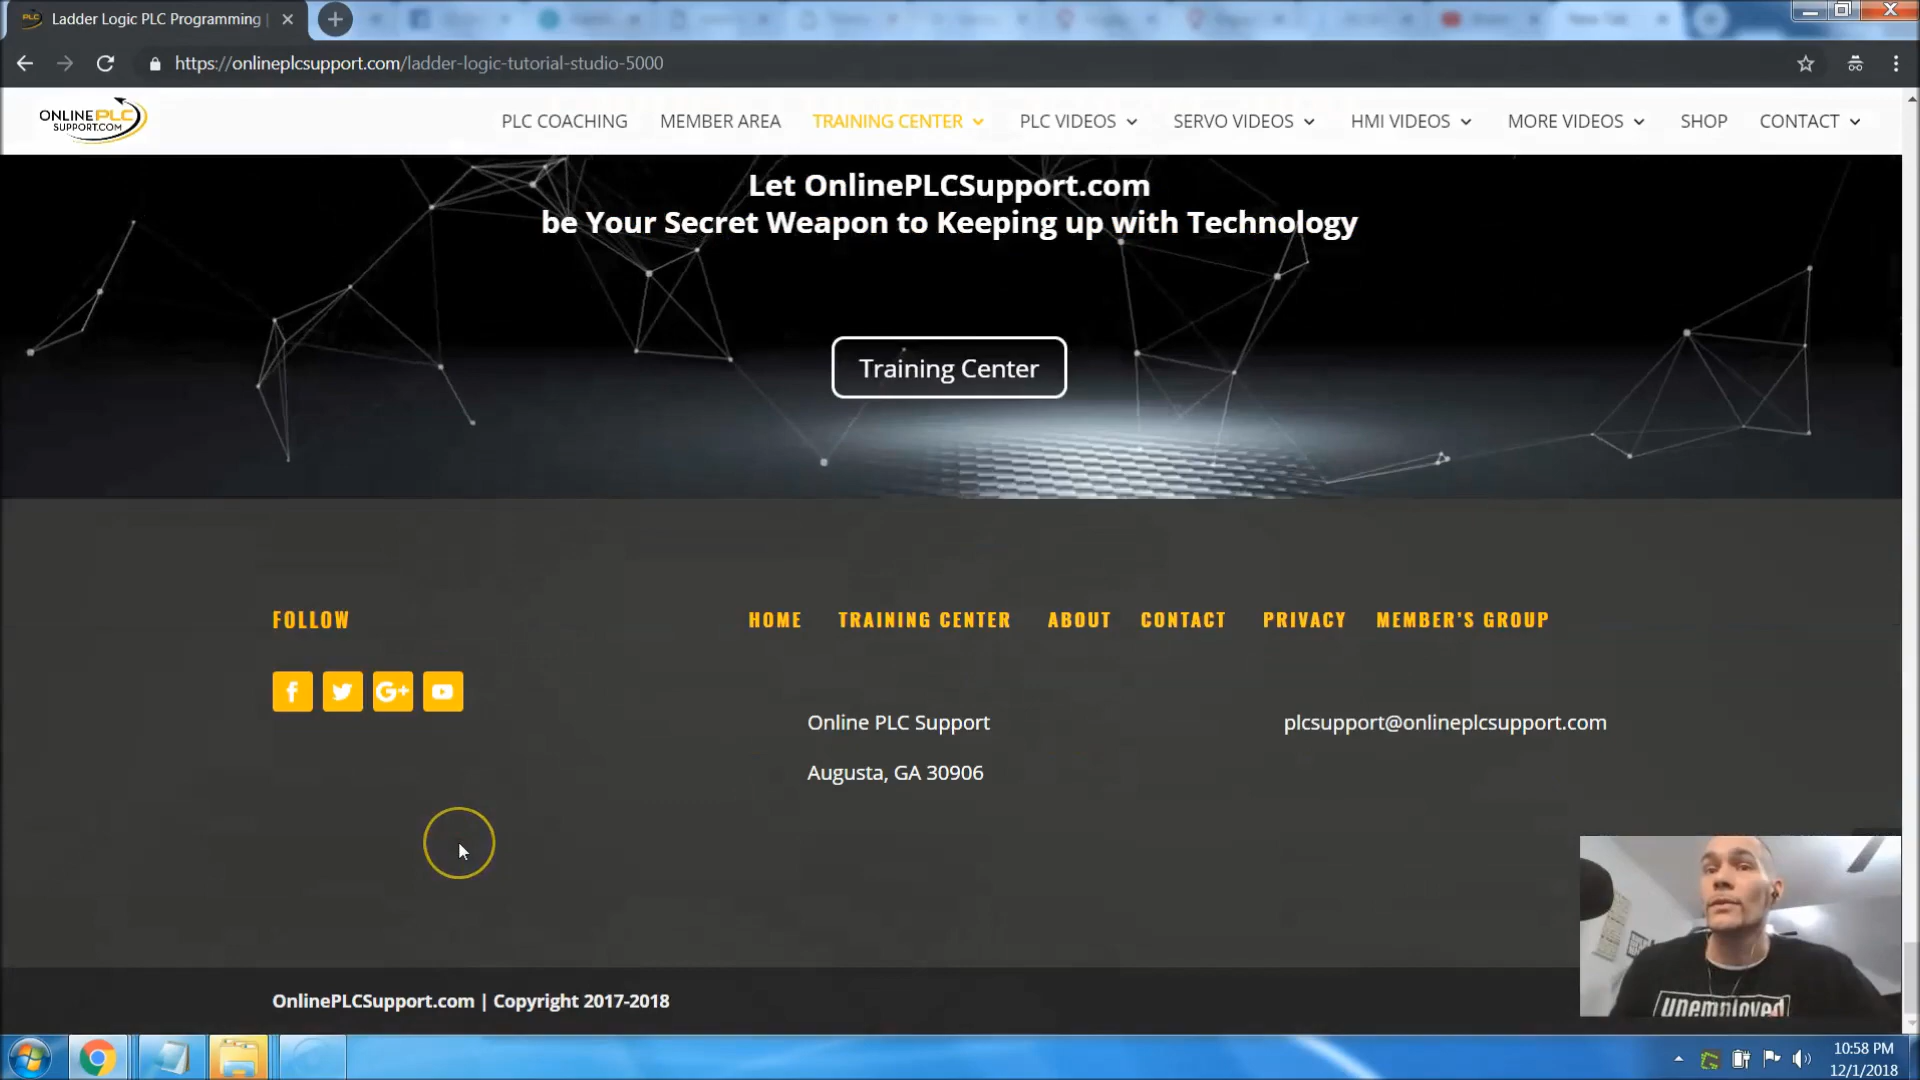 Ladder Logic PLC Programming |
https://onlineplcsupport.com/ladder-logic-tutorial-studio-5000
ONLINEPLC
SUPPORT.COM
PLC COACHING MEMBER AREA TRAINING CENTER PLC VIDEOS SERVO VIDEOS HMI VIDEOS MORE VIDEOS SHOP CONTACT
Let OnlinePLCSupport.com
be Your Secret Weapon to Keeping up with Technology
Training Center
FOLLOW
HOME TRAINING CENTER ABOUT CONTACT PRIVACY MEMBER'S GROUP
Online PLC Support
plcsupport@onlineplcsupport.com
Augusta, GA 30906
unemployed
OnlinePLCSupport.com | Copyright 2017-2018
10:58 PM
12/1/2018